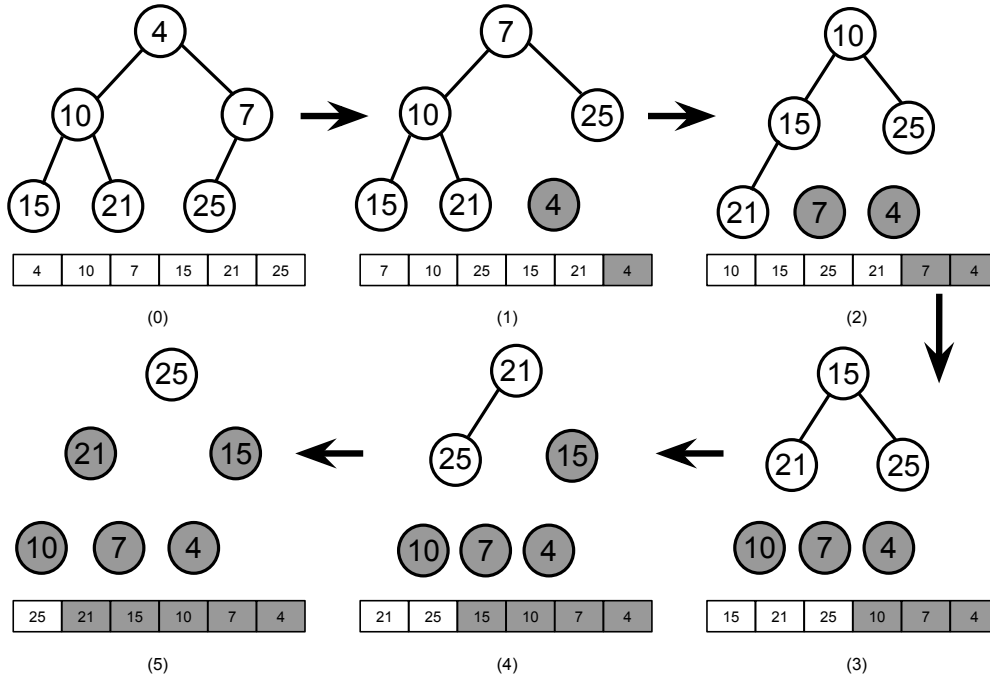 4 7 10
10 7 10 25 15 25
15 21 25 15 21 4 21 7 4
4 10 7 15 21 25 7 10 25 15 21 4 10 15 25 21 7 4
(0) (1) (2)
25 21 15
21 15 25 15 21 25
10 7 4 10 7 4 10 7 4
25 21 15 10 7 4 21 25 15 10 7 4 15 21 25 10 7 4
(5) (4) (3)